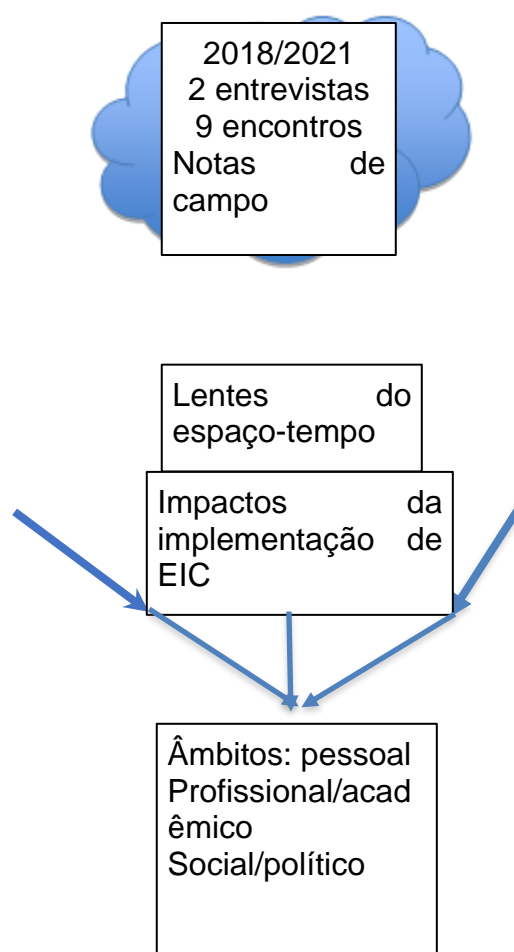 2018/2021
2 entrevistas
9 encontros
Notas de
campo
Lentes do
espaço-tempo
Impactos da
implementação de
EIC
Âmbitos: pessoal
Profissional/acad
êmico
Social/político